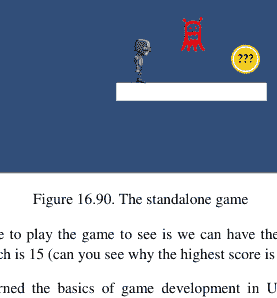 ???
Figure 16.90. The standalone game
e to play the game to see is we can have the
ch is 15 (can you see why the highest score is
rned the basics of game development in U